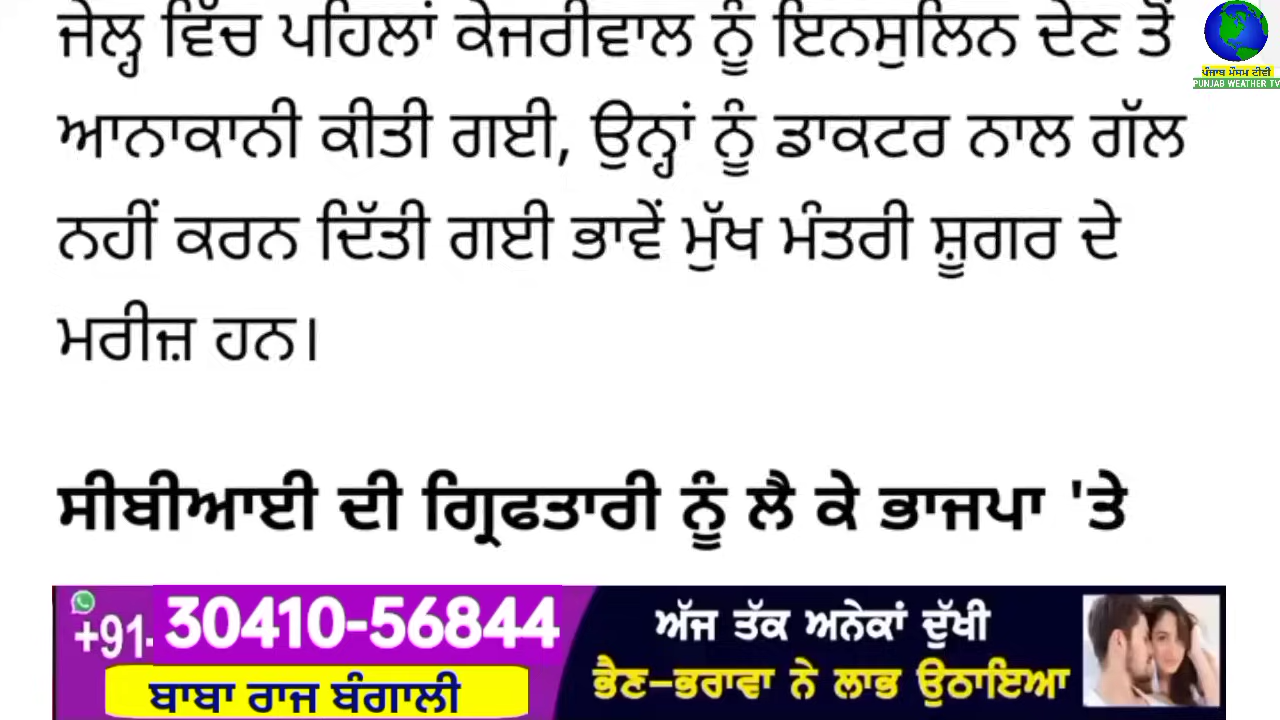 ਜੇਲ੍ਹ ਵਿੱਚ ਪਹਿਲਾਂ ਕੇਜਰੀਵਾਲ ਨੂੰ ਇਨਸੁਲਿਨ ਦੇਣ ਤੋਂ
ਪੰਜਾਬ ਮੌਸਮ ਟੀਵੀ
PUNJAB WEATHER TV
ਆਨਾਕਾਨੀ ਕੀਤੀ ਗਈ, ਉਨ੍ਹਾਂ ਨੂੰ ਡਾਕਟਰ ਨਾਲ ਗੱਲ
ਨਹੀਂ ਕਰਨ ਦਿੱਤੀ ਗਈ ਭਾਵੇਂ ਮੁੱਖ ਮੰਤਰੀ ਸ਼ੂਗਰ ਦੇ
ਮਰੀਜ਼ ਹਨ।
ਸੀਬੀਆਈ ਦੀ ਗ੍ਰਿਫਤਾਰੀ ਨੂੰ ਲੈ ਕੇ ਭਾਜਪਾ 'ਤੇ
+91- 30410-56844
ਬਾਬਾ ਰਾਜ ਬੰਗਾਲੀ
ਅੱਜ ਤੱਕ ਅਨੇਕਾਂ ਦੁੱਖੀ
ਭੈਣ-ਭਰਾਵਾ ਨੇ ਲਾਭ ਉਠਾਇਆ